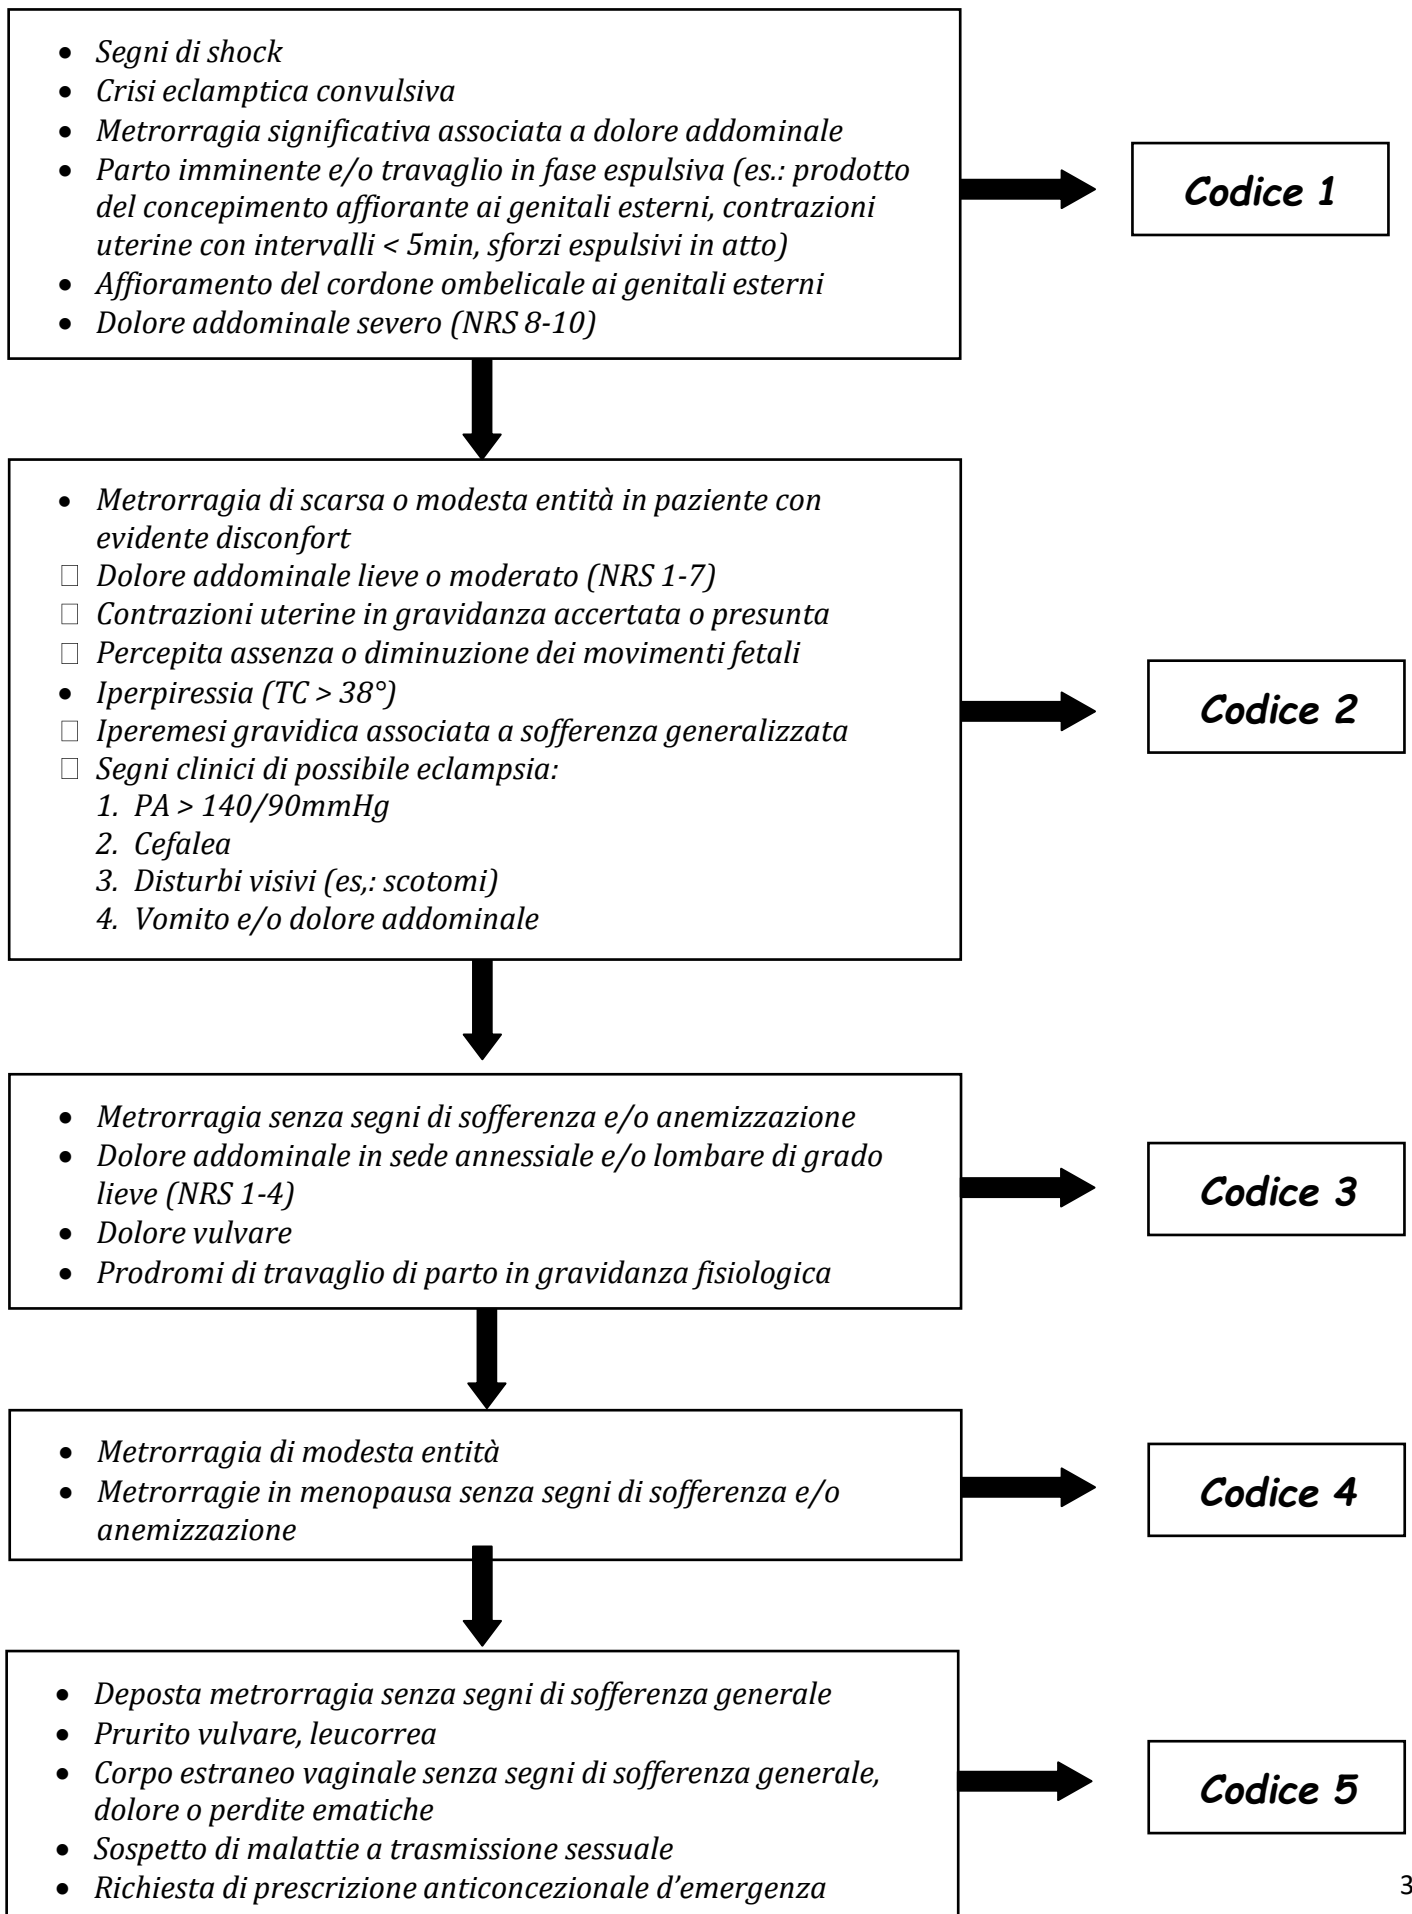 • Segni di shock
• Crisi eclamptica convulsiva
• Metrorragia significativa associata a dolore addominale
• Parto imminente e/o travaglio in fase espulsiva (es.: prodotto
del concepimento affiorante ai genitali esterni, contrazioni
uterine con intervalli < 5min, sforzi espulsivi in atto)
• Affioramento del cordone ombelicale ai genitali esterni
• Dolore addominale severo (NRS 8-10)
Codice 1
• Metrorragia di scarsa o modesta entità in paziente con
evidente disconfort
□ Dolore addominale lieve o moderato (NRS 1-7)
□ Contrazioni uterine in gravidanza accertata o presunta
□ Percepita assenza o diminuzione dei movimenti fetali
• Iperpiressia (TC > 38°)
□ Iperemesi gravidica associata a sofferenza generalizzata
□ Segni clinici di possibile eclampsia:
1. PA > 140/90mmHg
2. Cefalea
3. Disturbi visivi (es,: scotomi)
4. Vomito e/o dolore addominale
Codice 2
• Metrorragia senza segni di sofferenza e/o anemizzazione
• Dolore addominale in sede annessiale e/o lombare di grado
lieve (NRS 1-4)
• Dolore vulvare
• Prodromi di travaglio di parto in gravidanza fisiologica
Codice 3
• Metrorragia di modesta entità
• Metrorragie in menopausa senza segni di sofferenza e/o
anemizzazione
Codice 4
• Deposta metrorragia senza segni di sofferenza generale
• Prurito vulvare, leucorrea
• Corpo estraneo vaginale senza segni di sofferenza generale,
dolore o perdite ematiche
• Sospetto di malattie a trasmissione sessuale
• Richiesta di prescrizione anticoncezionale d'emergenza
Codice 5
3